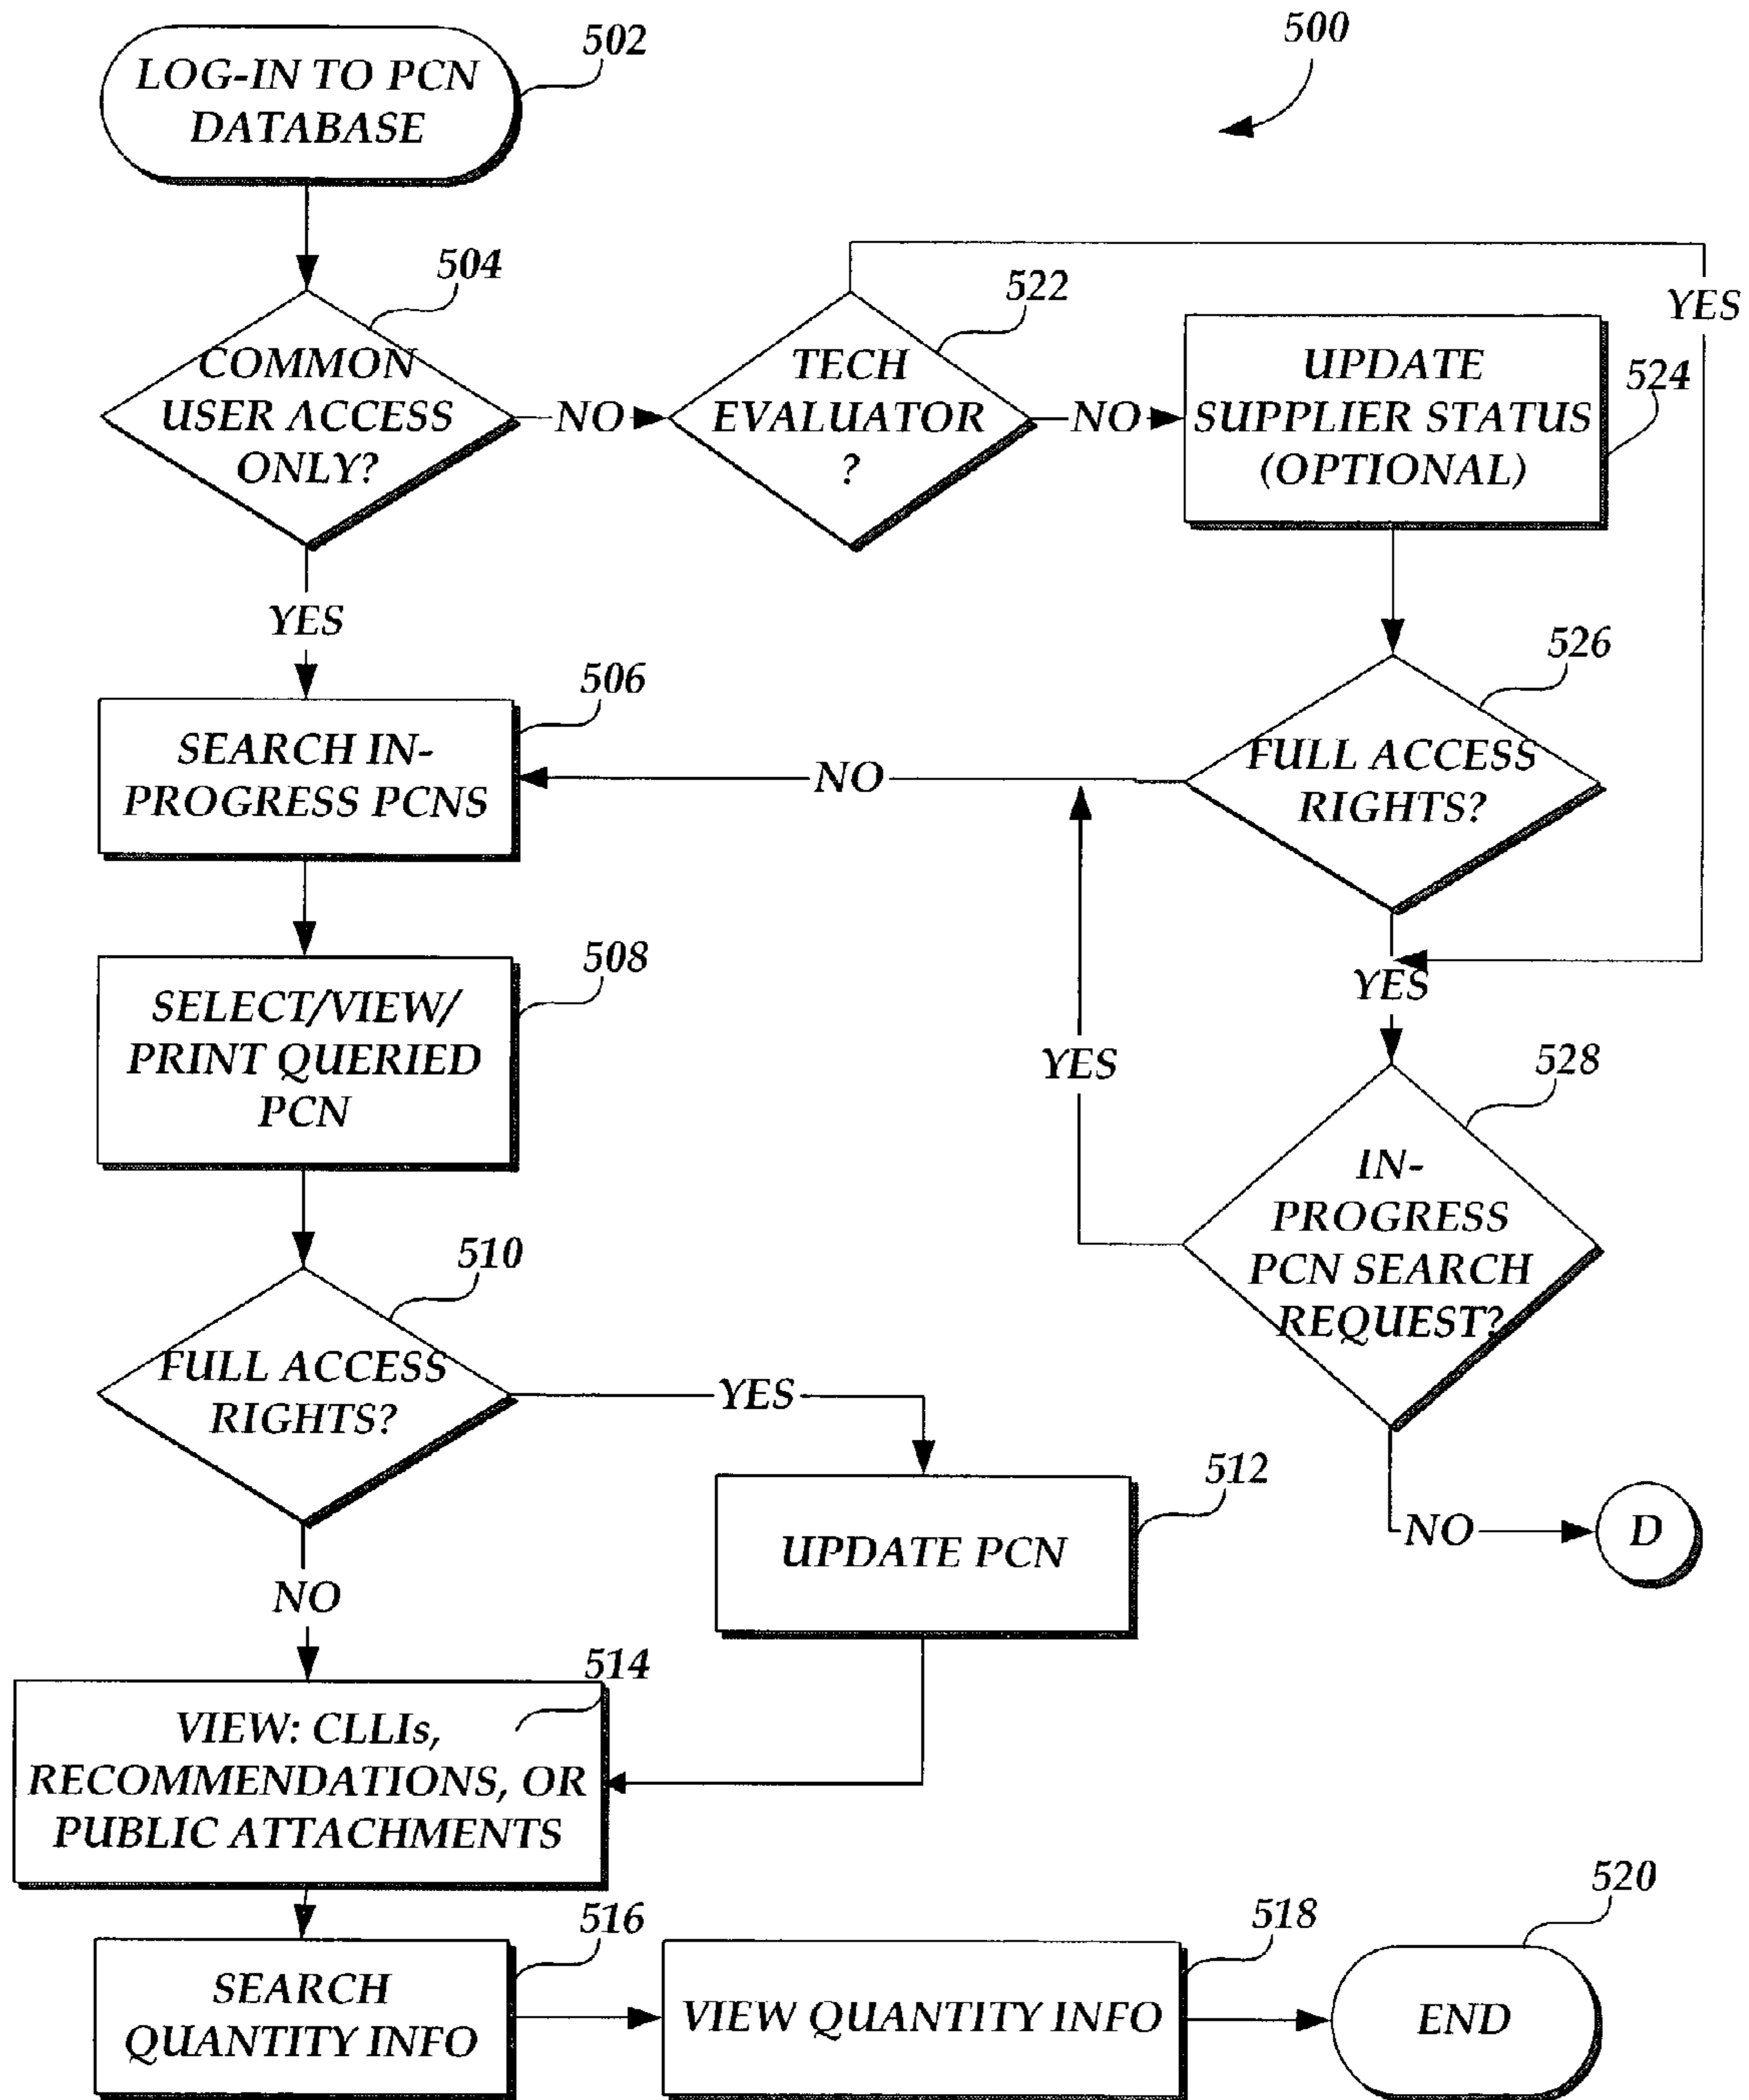 500
LOG-IN TO PCN
DATABASE
502
COMMON
USER ACCESS
ONLY?
504
NO
TECH
EVALUATOR
?
522
YES
NO
UPDATE
SUPPLIER STATUS
(OPTIONAL)
524
YES
SEARCH IN-
PROGRESS PCNS
506
NO
FULL ACCESS
RIGHTS?
526
YES
SELECT/VIEW/
PRINT QUERIED
PCN
508
YES
IN-
PROGRESS
PCN SEARCH
REQUEST?
528
FULL ACCESS
RIGHTS?
510
YES
UPDATE PCN
512
NO
D
NO
VIEW: CLLIs,
RECOMMENDATIONS, OR
PUBLIC ATTACHMENTS
514
SEARCH
QUANTITY INFO
516
VIEW QUANTITY INFO
518
END
520